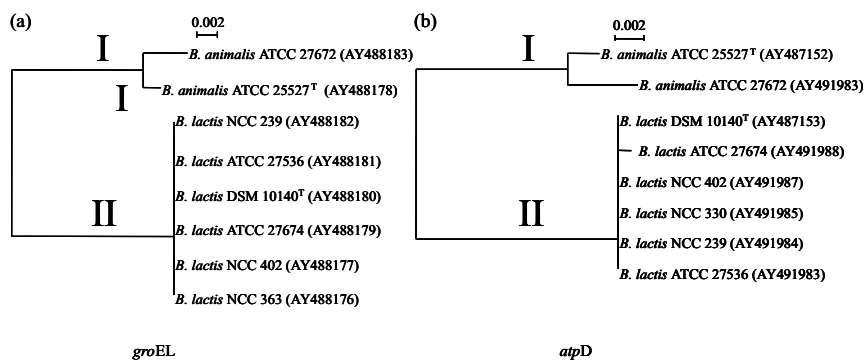 (a)
0.002
I
B. animalis ATCC 27672 (AY488183)
I
B. animalis ATCC 25527ᵀ (AY488178)
B. lactis NCC 239 (AY488182)
B. lactis ATCC 27536 (AY488181)
B. lactis DSM 10140ᵀ (AY488180)
II
B. lactis ATCC 27674 (AY488179)
B. lactis NCC 402 (AY488177)
B. lactis NCC 363 (AY488176)
groEL
(b)
0.002
I
B. animalis ATCC 25527ᵀ (AY487152)
B. animalis ATCC 27672 (AY491983)
B. lactis DSM 10140ᵀ (AY487153)
B. lactis ATCC 27674 (AY491988)
B. lactis NCC 402 (AY491987)
II
B. lactis NCC 330 (AY491985)
B. lactis NCC 239 (AY491984)
B. lactis ATCC 27536 (AY491983)
atpD